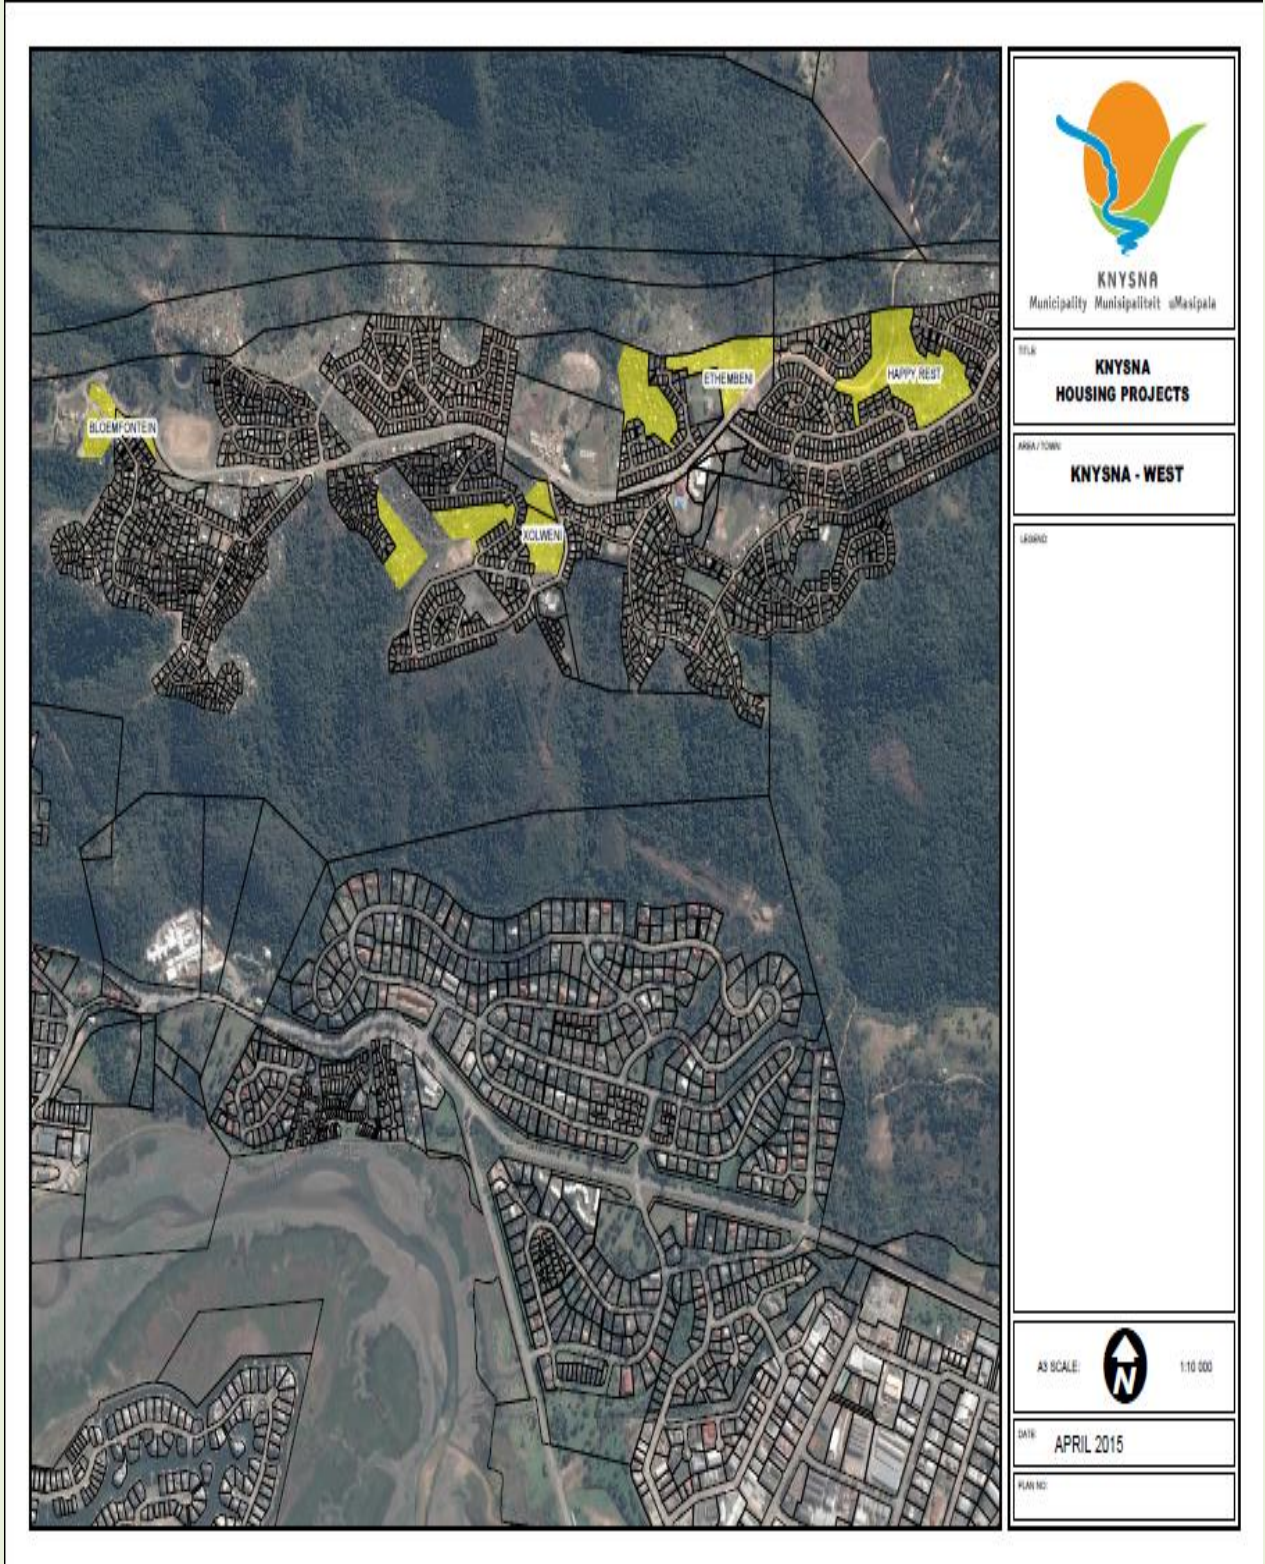 BLOEMFONTEIN
XOLWENI
ETHEMBENI
HAPPY REST
KNYSNA
Municipality Munisipaliteit uMasipala
TITLE:
KNYSNA
HOUSING PROJECTS
AREA / TOWN:
KNYSNA - WEST
LEGEND:
A3 SCALE:
N
1:10 000
DATE:
APRIL 2015
PLAN NO: